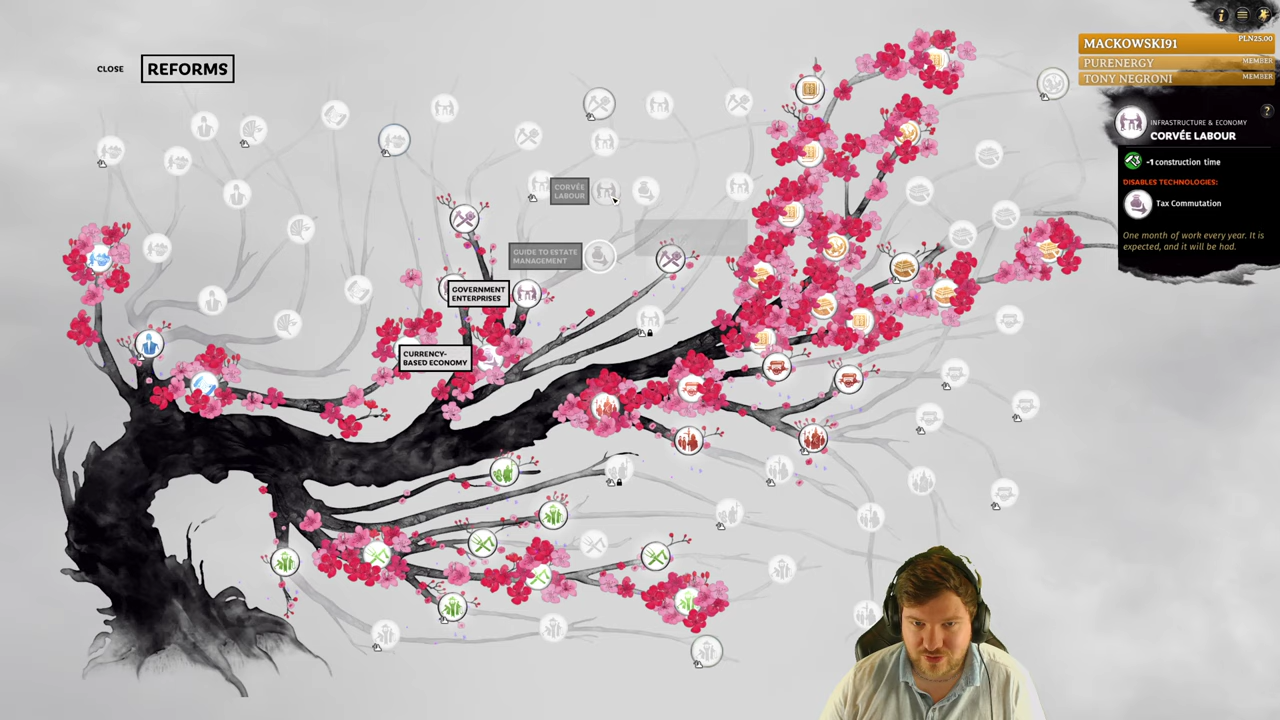 CLOSE
REFORMS
MACKOWSKI91
PLN25.00
PURENERGY
MEMBER
TONY NEGRONI
MEMBER
INFRASTRUCTURE & ECONOMY
?
CORVÉE LABOUR
-1 construction time
DISABLES TECHNOLOGIES:
Tax Commutation
One month of work every year. It is
expected, and it will be had.
CORVÉE
LABOUR
GUIDE TO ESTATE
MANAGEMENT
GOVERNMENT
ENTERPRISES
CURRENCY-
BASED ECONOMY